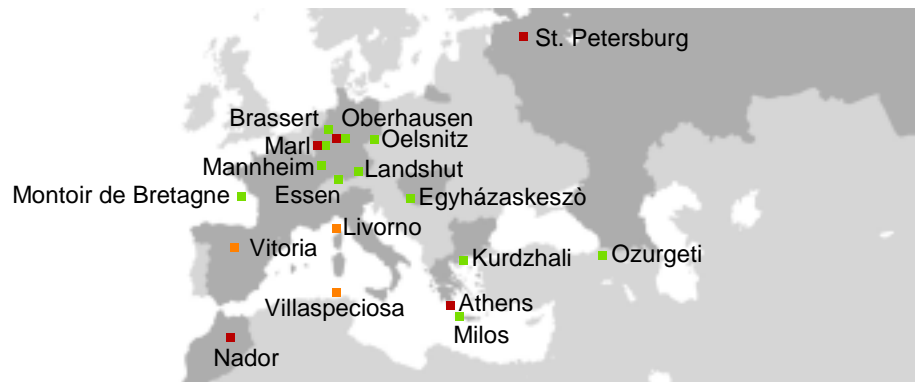 St. Petersburg
Brassert
Oberhausen
Marl
Oelsnitz
Mannheim
Landshut
Montoir de Bretagne
Essen
Egyházaskeszò
Livorno
Vitoria
Kurdzhali
Ozurgeti
Villaspeciosa
Athens
Milos
Nador